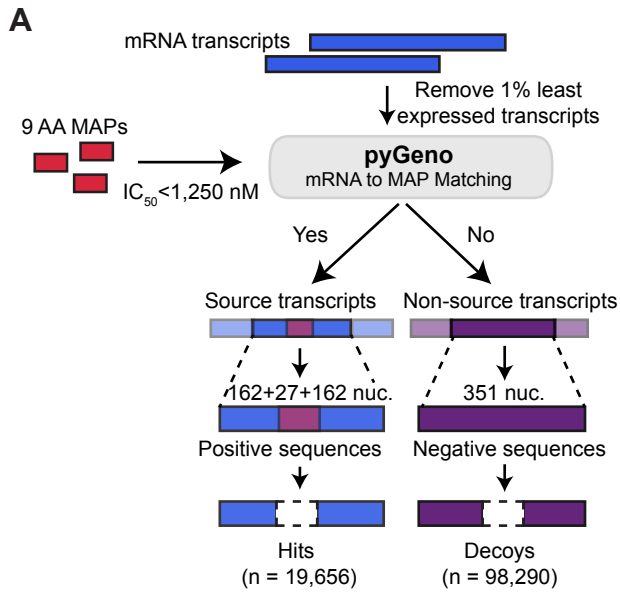 A
mRNA transcripts
Remove 1% least
expressed transcripts
9 AA MAPs
IC50<1,250 nM
pyGeno
mRNA to MAP Matching
Yes
No
Source transcripts
Non-source transcripts
162+27+162 nuc.
351 nuc.
Positive sequences
Negative sequences
Hits
(n = 19,656)
Decoys
(n = 98,290)